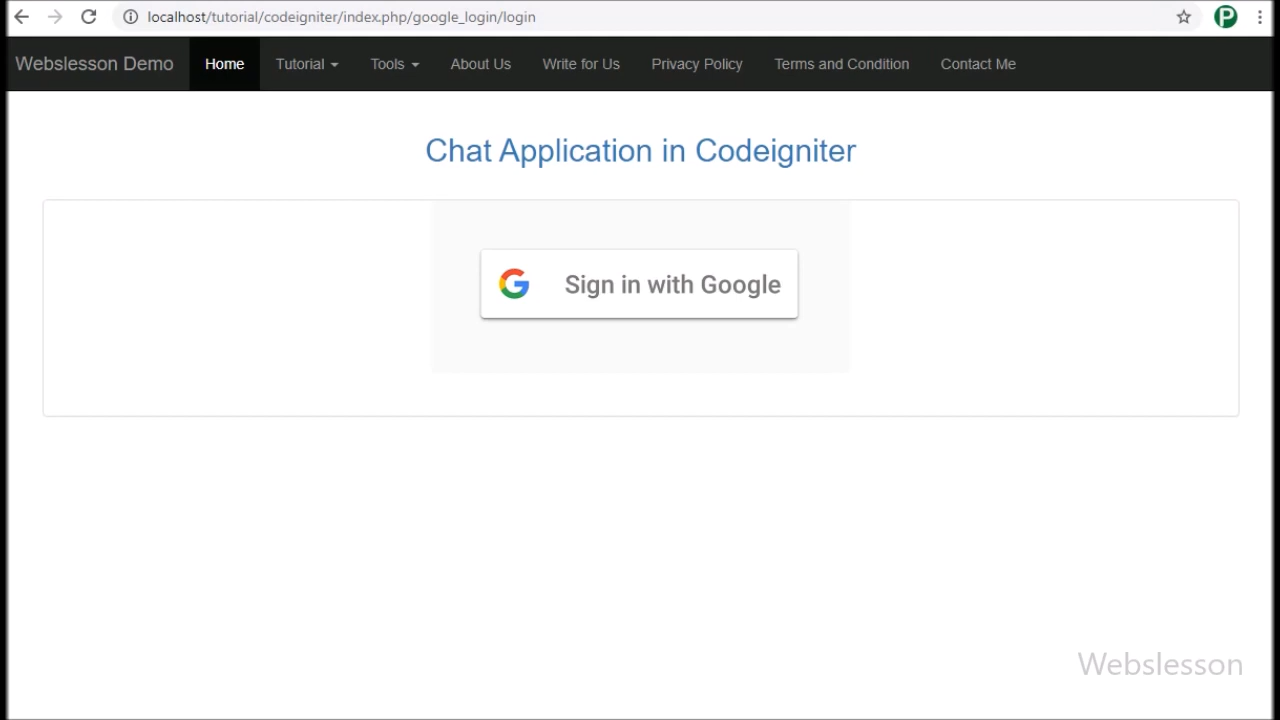 localhost/tutorial/codeigniter/index.php/google_login/login
P
Webslesson Demo Home Tutorial Tools About Us Write for Us Privacy Policy Terms and Condition Contact Me
Chat Application in Codeigniter
G Sign in with Google
Webslesson